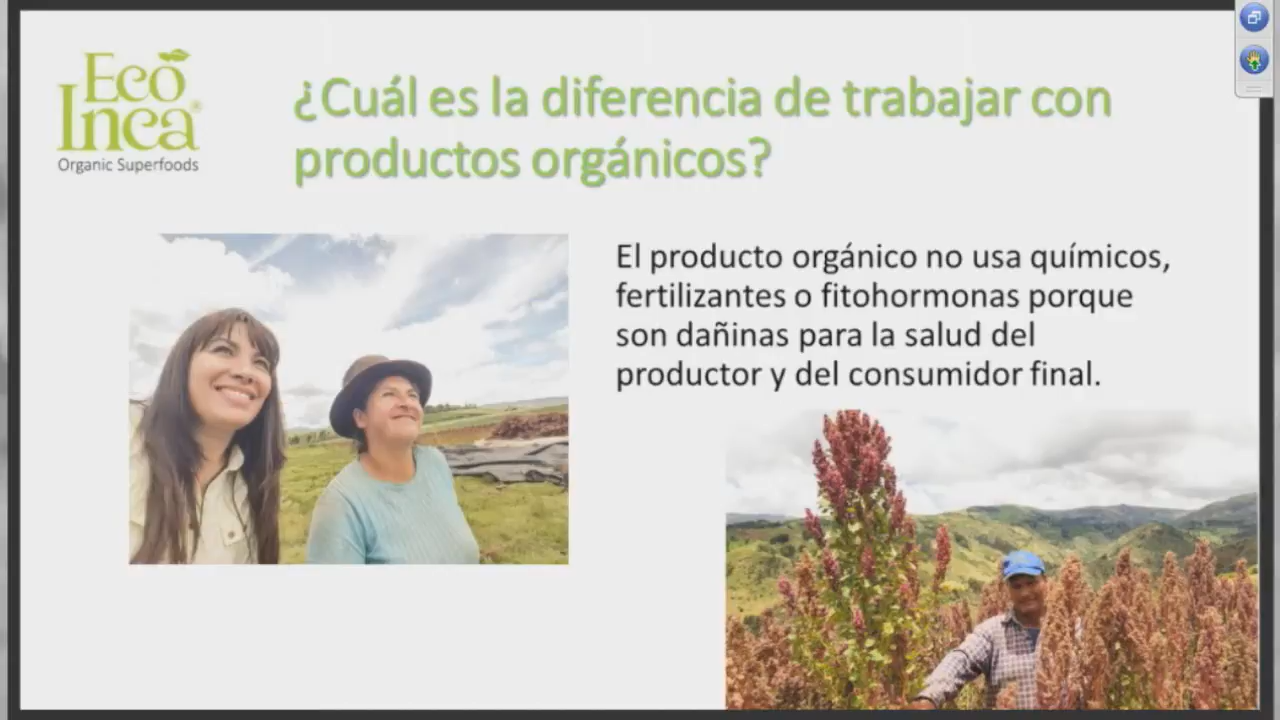 Eco
Inca®
Organic Superfoods
¿Cuál es la diferencia de trabajar con
productos orgánicos?
El producto orgánico no usa químicos,
fertilizantes o fitohormonas porque
son dañinas para la salud del
productor y del consumidor final.